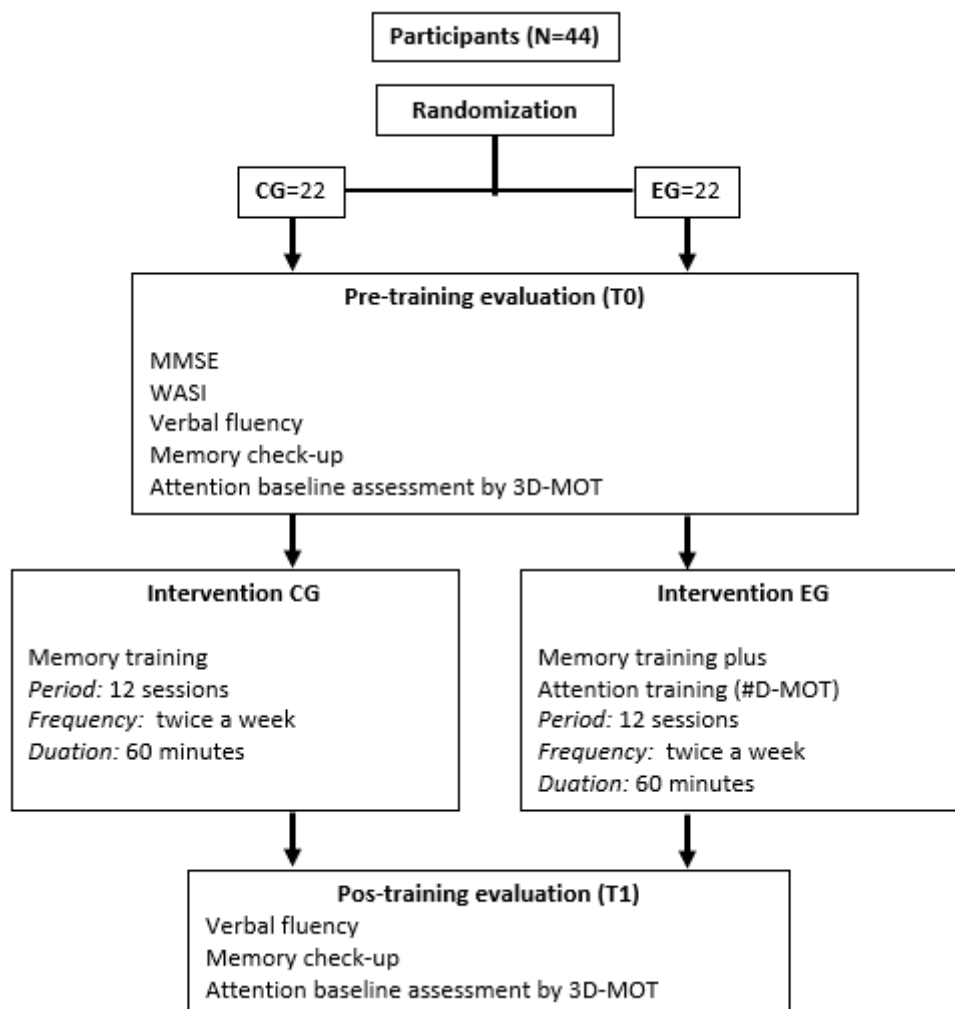 Participants (N=44)
Randomization
CG=22
EG=22
Pre-training evaluation (T0)
MMSE
WASI
Verbal fluency
Memory check-up
Attention baseline assessment by 3D-MOT
Intervention CG
Memory training
Period: 12 sessions
Frequency: twice a week
Duation: 60 minutes
Intervention EG
Memory training plus
Attention training (#D-MOT)
Period: 12 sessions
Frequency: twice a week
Duation: 60 minutes
Pos-training evaluation (T1)
Verbal fluency
Memory check-up
Attention baseline assessment by 3D-MOT